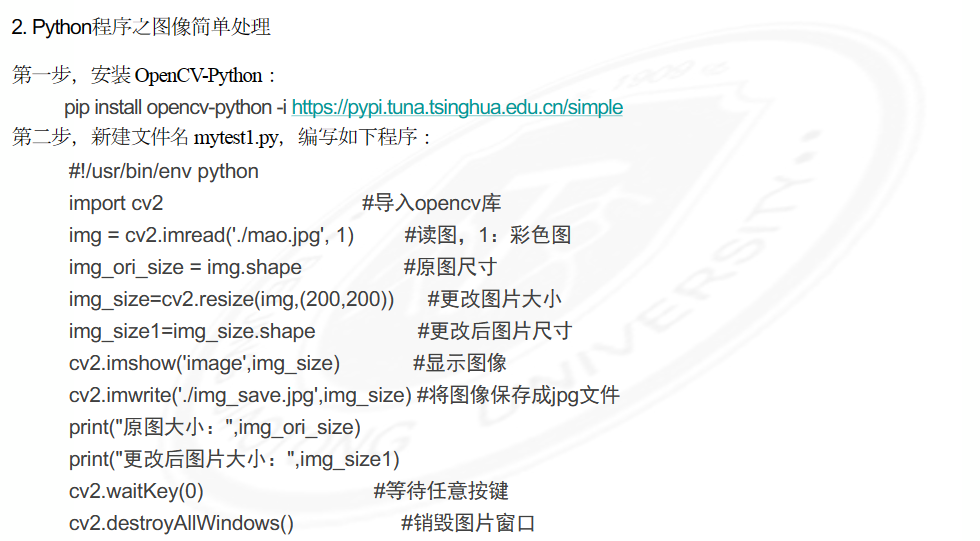 2. Python程序之图像简单处理
第一步，安装 OpenCV-Python：
pip install opencv-python -i https://pypi.tuna.tsinghua.edu.cn/simple
第二步，新建文件名 mytest1.py，编写如下程序：
#!/usr/bin/env python
import cv2 #导入opencv库
img = cv2.imread('./mao.jpg', 1) #读图，1：彩色图
img_ori_size = img.shape #原图尺寸
img_size=cv2.resize(img,(200,200)) #更改图片大小
img_size1=img_size.shape #更改后图片尺寸
cv2.imshow('image',img_size) #显示图像
cv2.imwrite('./img_save.jpg',img_size) #将图像保存成jpg文件
print("原图大小：",img_ori_size)
print("更改后图片大小：",img_size1)
cv2.waitKey(0) #等待任意按键
cv2.destroyAllWindows() #销毁图片窗口
UNIVERSITY